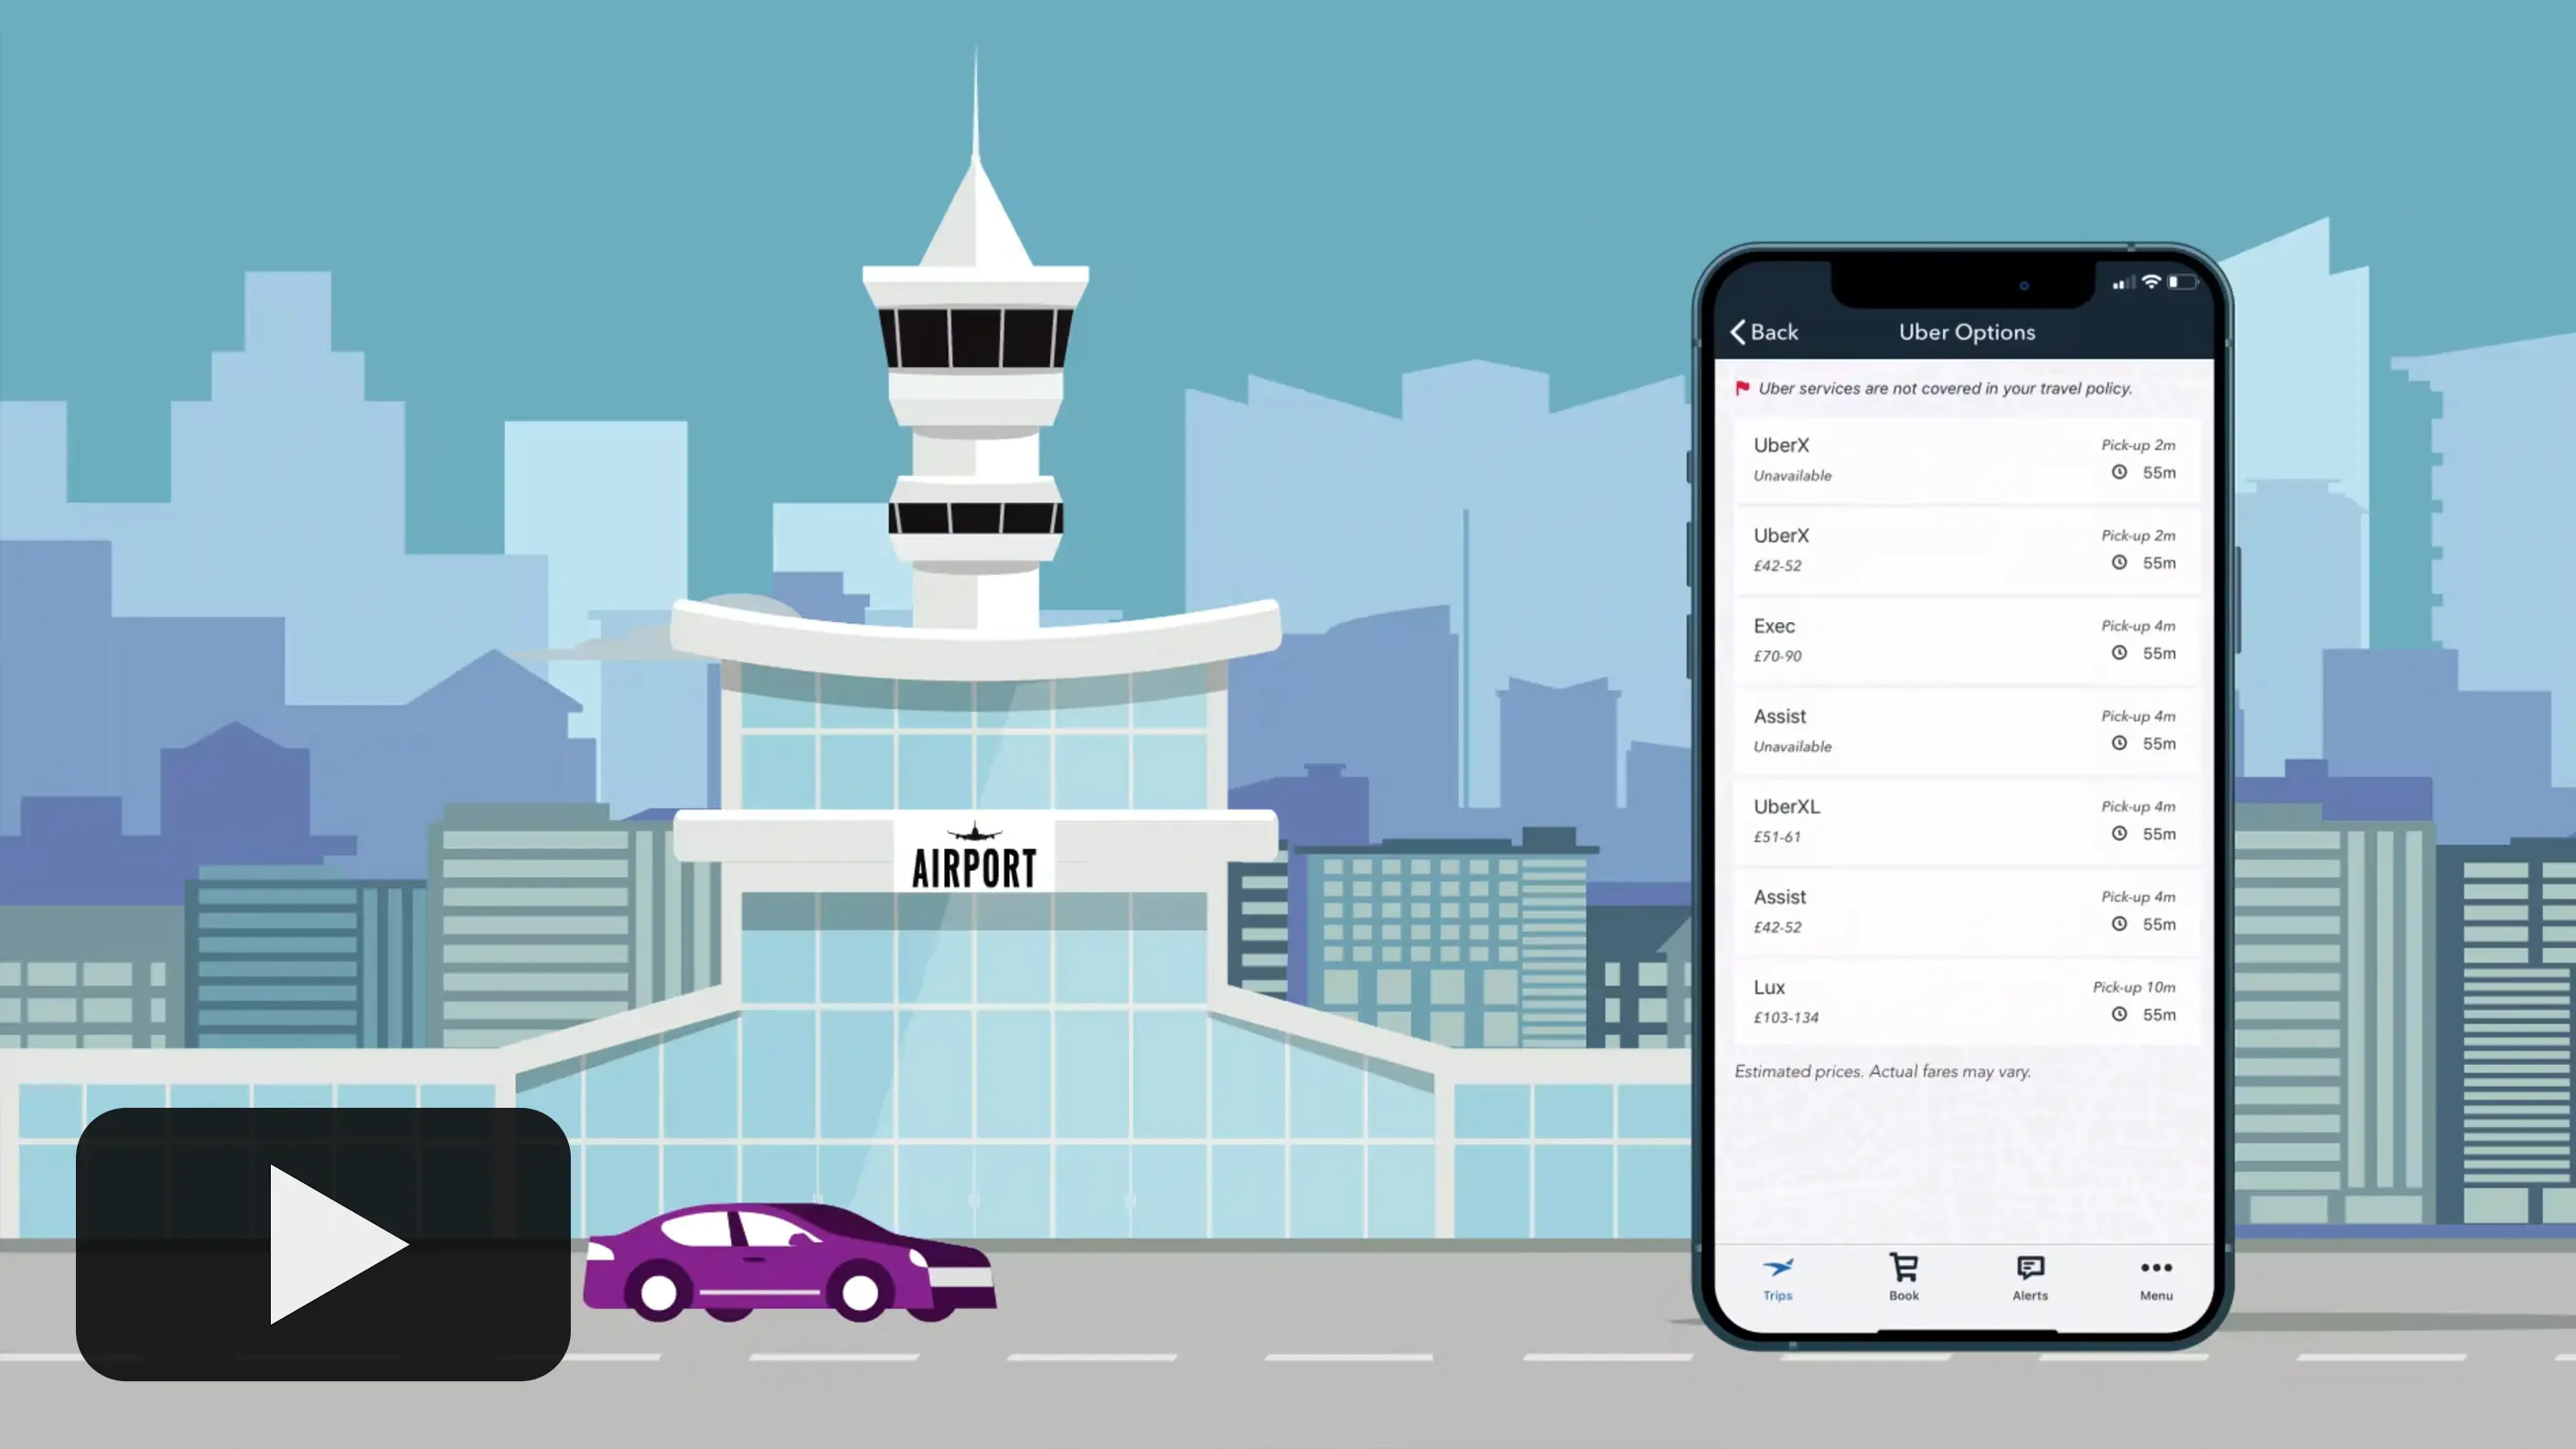 AIRPORT
Back
Uber Options
Uber services are not covered in your travel policy.
UberX
Pick-up 2m
Unavailable
55m
UberX
Pick-up 2m
£42-52
55m
Exec
Pick-up 4m
£70-90
55m
Assist
Pick-up 4m
Unavailable
55m
UberXL
Pick-up 4m
£51-61
55m
Assist
Pick-up 4m
£42-52
55m
Lux
Pick-up 10m
£103-134
55m
Estimated prices. Actual fares may vary.
Trips
Book
Alerts
Menu